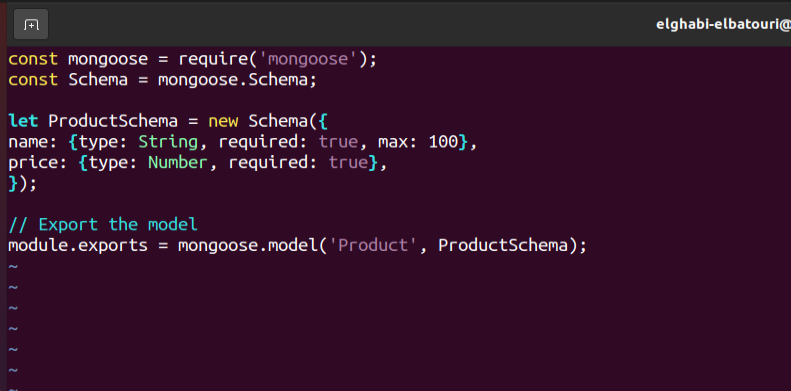 elghabi-elbatouri@
const mongoose = require('mongoose');
const Schema = mongoose.Schema;
let ProductSchema = new Schema({
name: {type: String, required: true, max: 100},
price: {type: Number, required: true},
});
// Export the model
module.exports = mongoose.model('Product', ProductSchema);
~
~
~
~
~
~
~